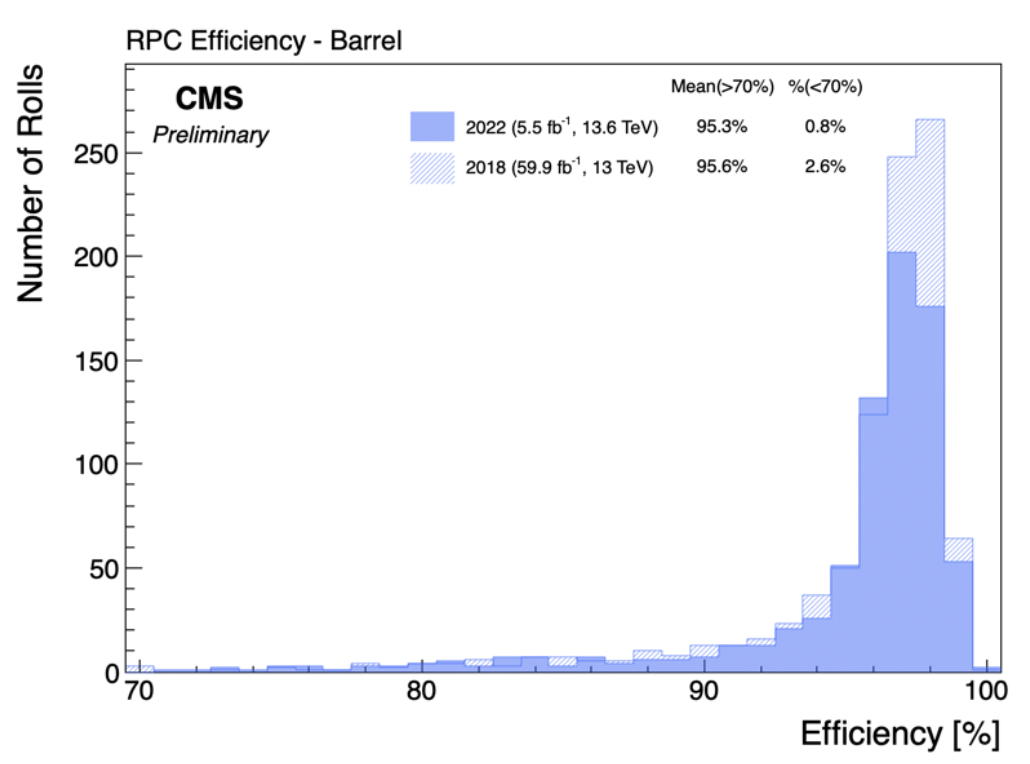 RPC Efficiency - Barrel
Number of Rolls
CMS
Preliminary
Mean(>70%) %(<70%)
2022 (5.5 fb⁻¹, 13.6 TeV) 95.3% 0.8%
2018 (59.9 fb⁻¹, 13 TeV) 95.6% 2.6%
250
200
150
100
50
0
70 80 90 100
Efficiency [%]